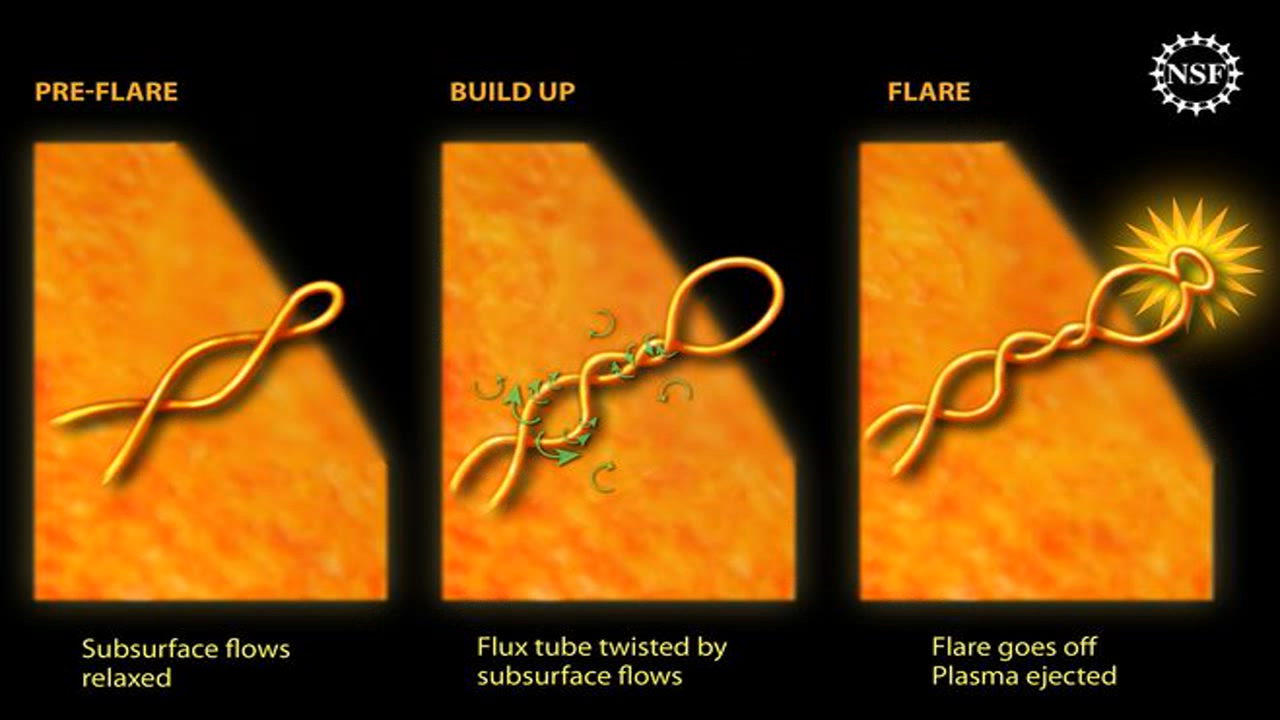 NSF
PRE-FLARE
BUILD UP
FLARE
Subsurface flows
relaxed
Flux tube twisted by
subsurface flows
Flare goes off
Plasma ejected